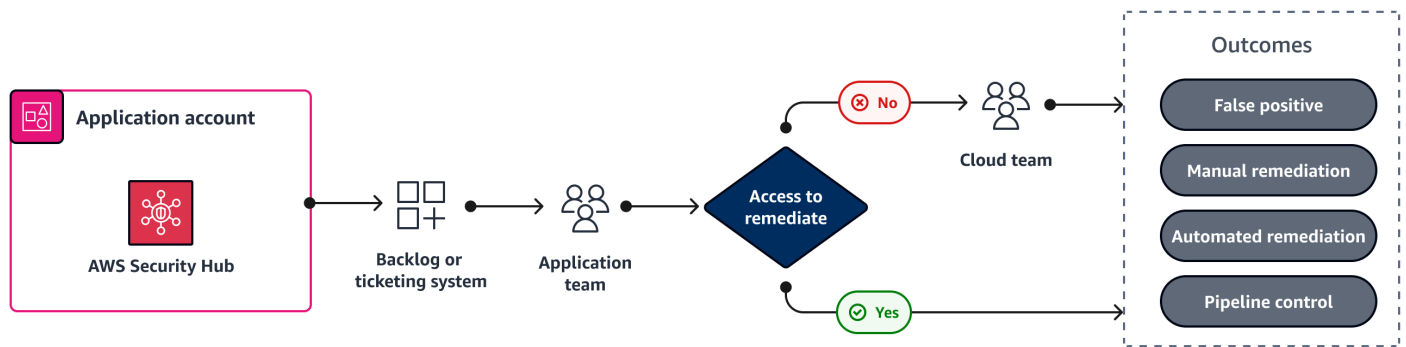 Application account
AWS Security Hub
Backlog or
ticketing system
Application
team
Access to
remediate
No
Cloud team
Yes
Outcomes
False positive
Manual remediation
Automated remediation
Pipeline control